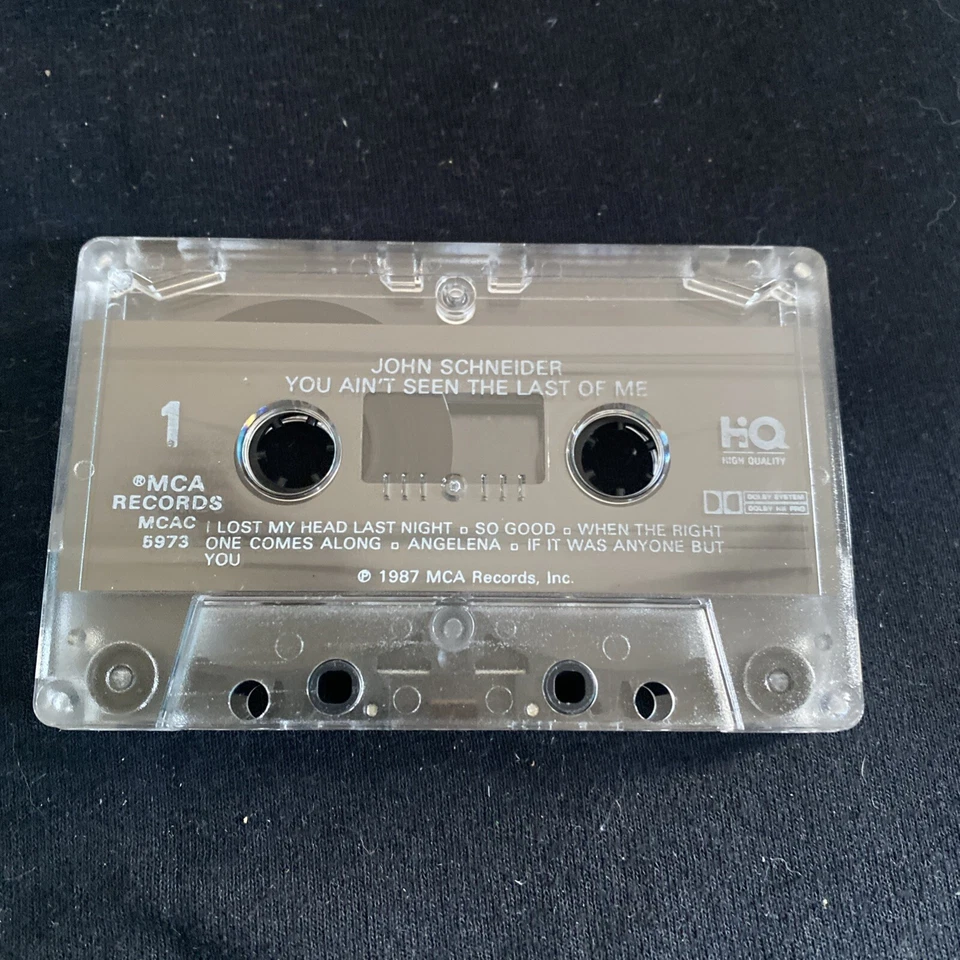 JOHN SCHNEIDER
YOU AIN'T SEEN THE LAST OF ME
1
HQ
HIGH QUALITY
®MCA
RECORDS
MCAC
5973
DOLBY SYSTEM
DOLBY HX PRO
I LOST MY HEAD LAST NIGHT ▫ SO GOOD ▫ WHEN THE RIGHT
ONE COMES ALONG ▫ ANGELENA ▫ IF IT WAS ANYONE BUT
YOU
℗ 1987 MCA Records, Inc.